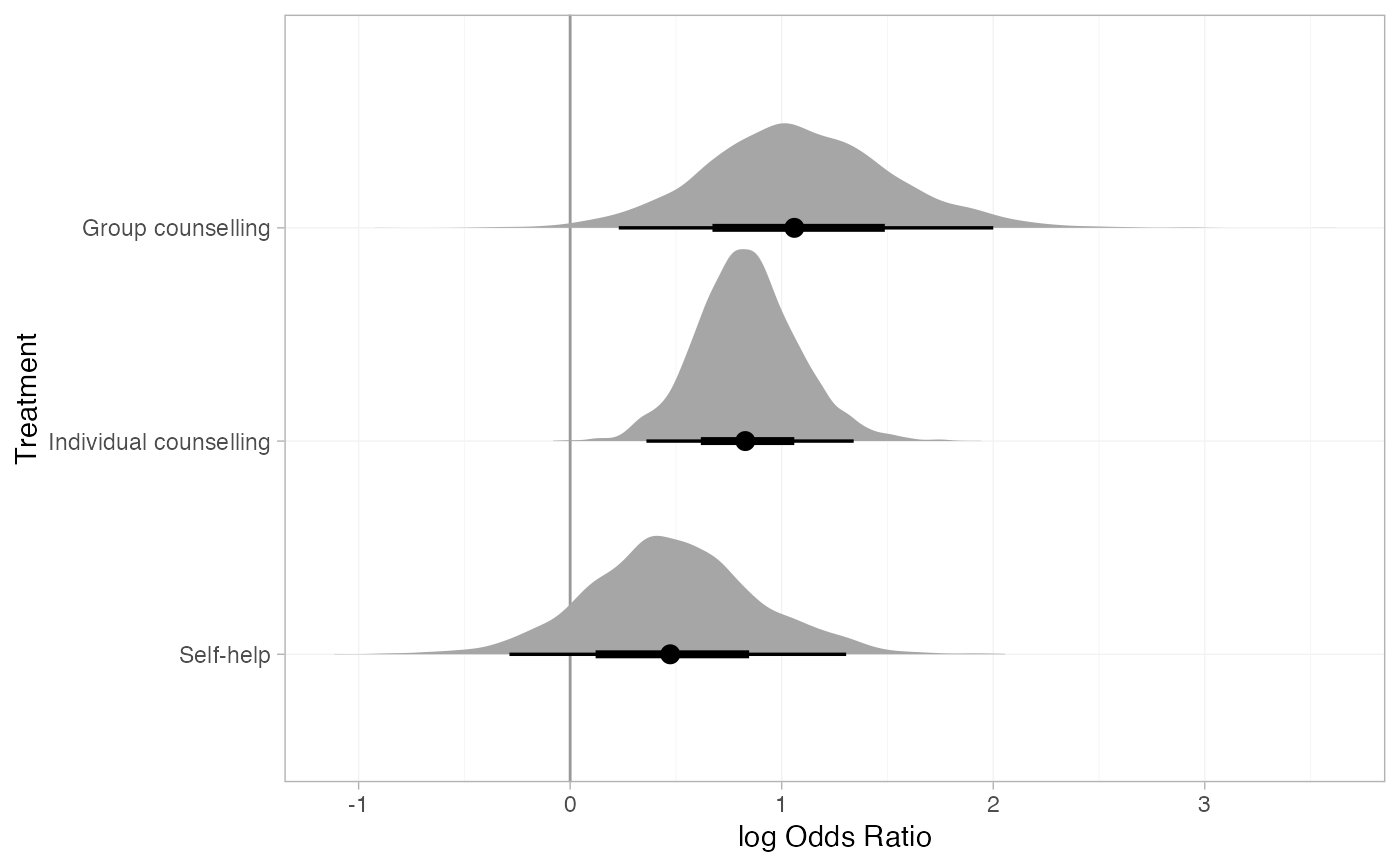 Treatment
Group counselling
Individual counselling
Self-help
-1 0 1 2 3
log Odds Ratio